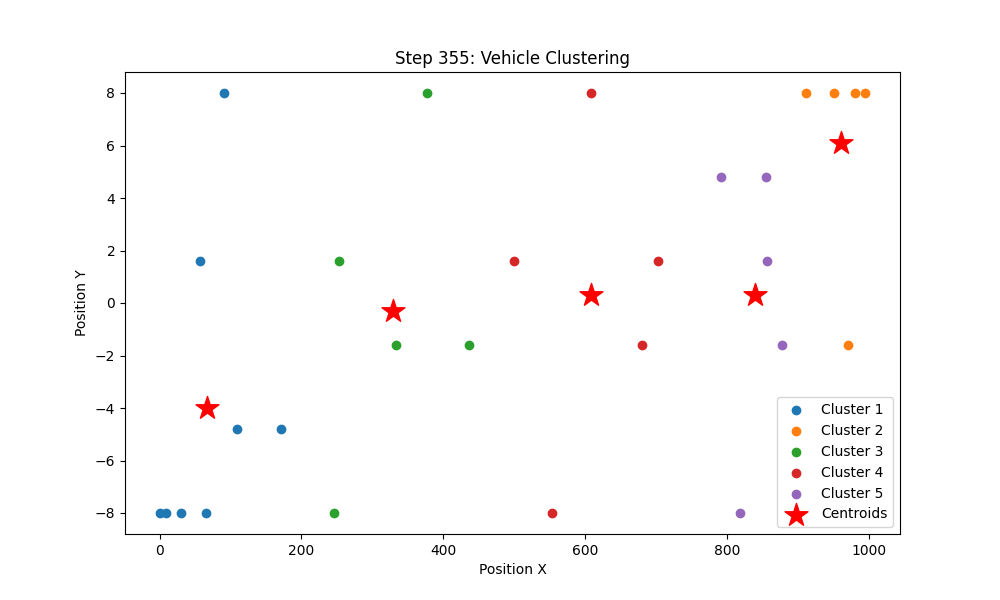 Step 355: Vehicle Clustering
Position Y
8
6
4
2
0
−2
−4
−6
−8
0 200 400 600 800 1000
Position X
Cluster 1
Cluster 2
Cluster 3
Cluster 4
Cluster 5
Centroids